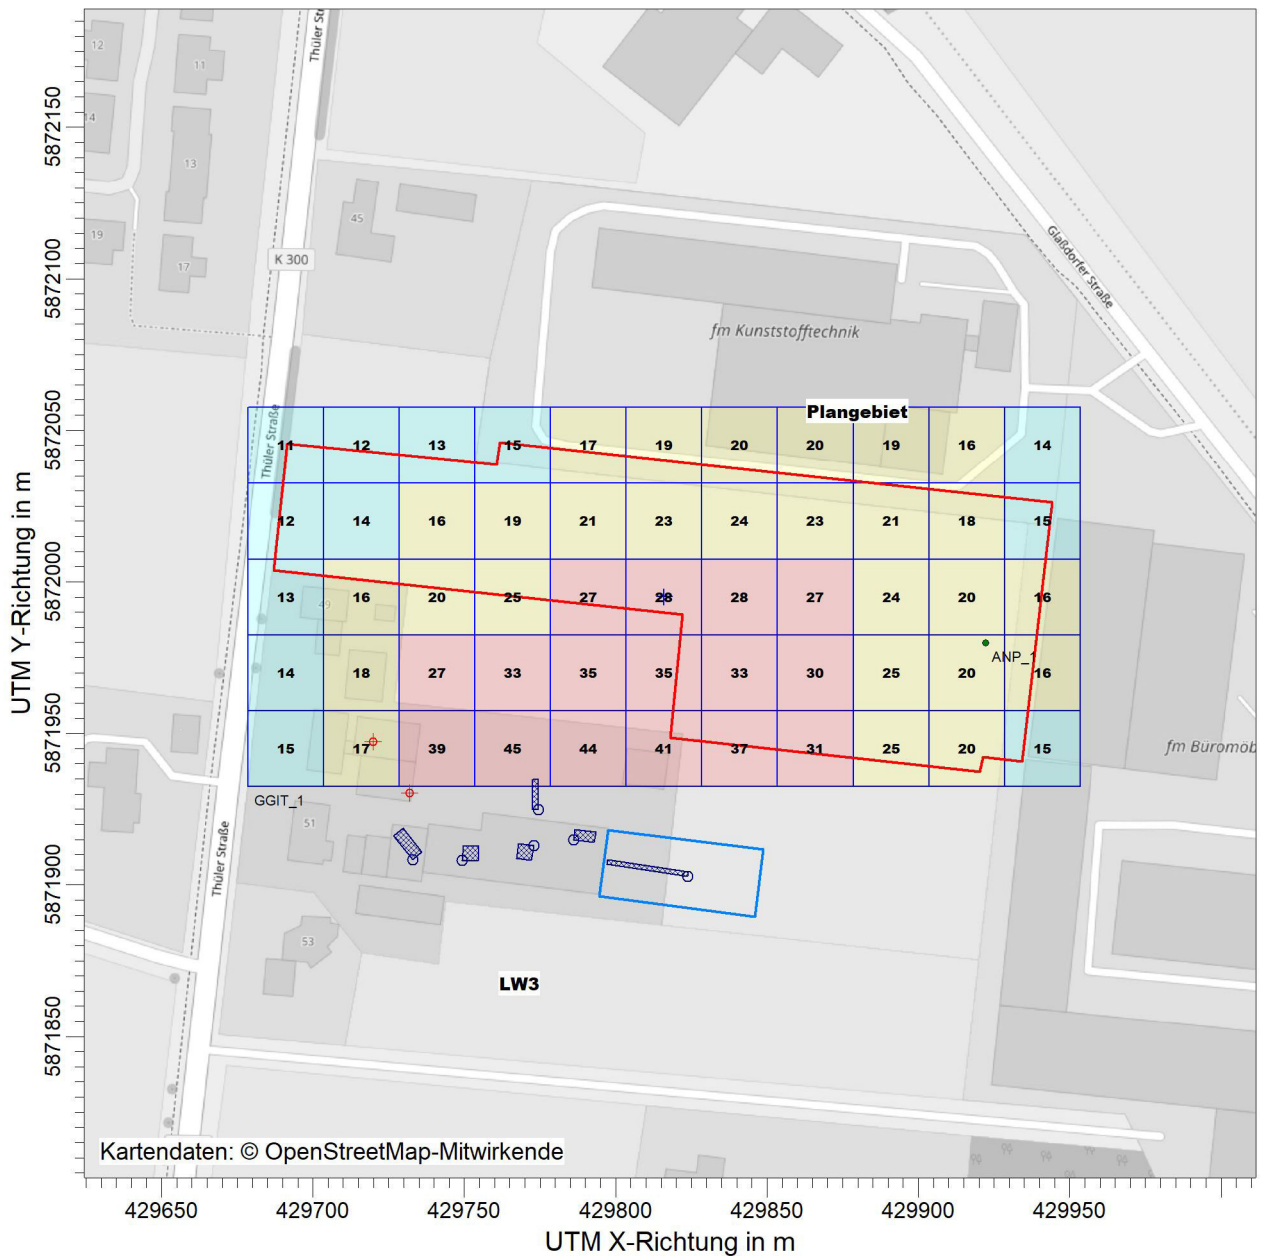 12
11
14
13
19
17
45
Thüler Str
K 300
Glaßdorfer Straße
fm Kunststofftechnik
Plangebiet
Thüler Straße
11 12 13 15 17 19 20 20 19 16 14
12 14 16 19 21 23 24 23 21 18 15
13 16 20 25 27 28 28 27 24 20 16
49
14 18 27 33 35 35 33 30 25 20 16
ANP_1
15 17 39 45 44 41 37 31 25 20 15
fm Büromöb
GGIT_1
51
Thüler Straße
53
LW3
Kartendaten: © OpenStreetMap-Mitwirkende
5872150
5872100
5872050
5872000
5871950
5871900
5871850
UTM Y-Richtung in m
429650 429700 429750 429800 429850 429900 429950
UTM X-Richtung in m